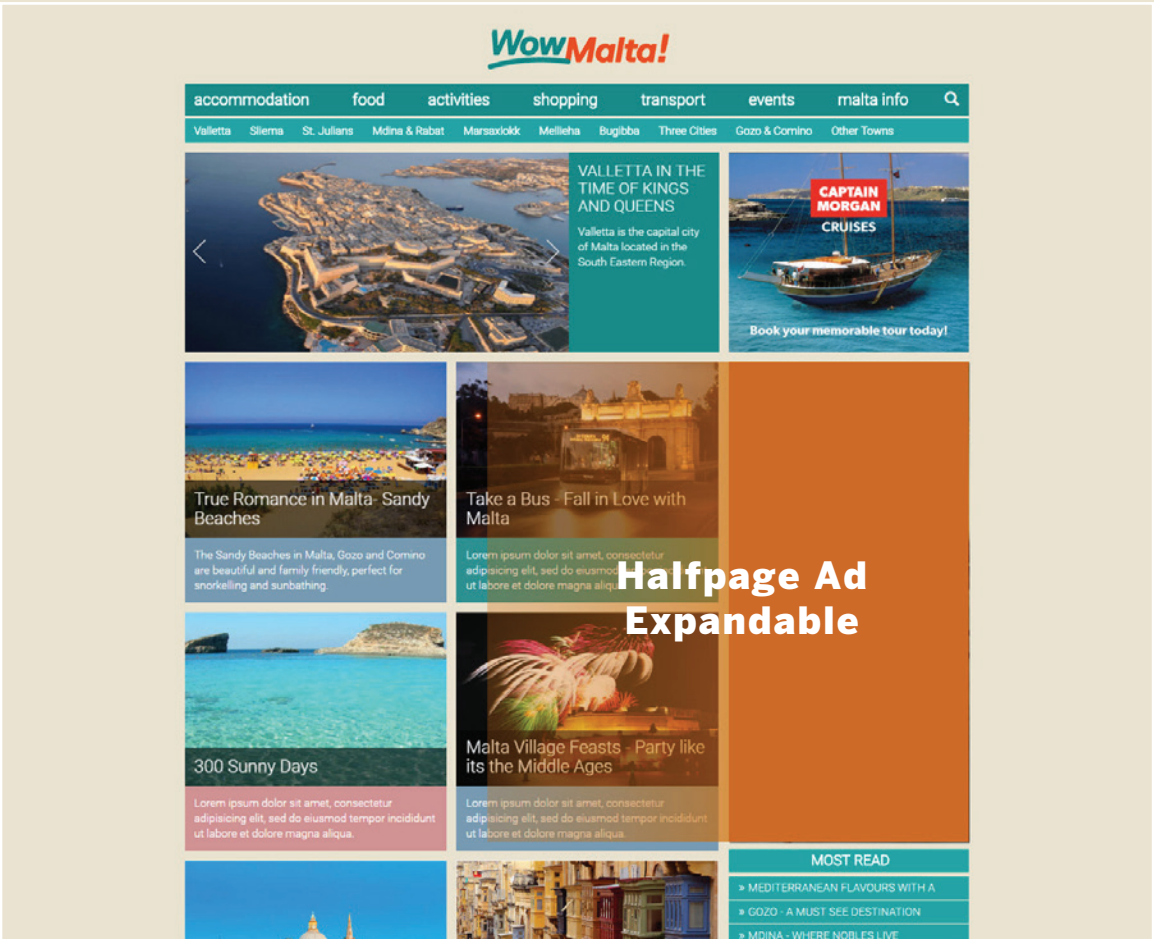 WowMalta!
accommodation food activities shopping transport events malta info
Valletta Sliema St. Julians Mdina & Rabat Marsaxlokk Mellieha Bugibba Three Cities Gozo & Comino Other Towns
VALLETTA IN THE
TIME OF KINGS
AND QUEENS
Valletta is the capital city
of Malta located in the
South Eastern Region.
CAPTAIN
MORGAN
CRUISES
Book your memorable tour today!
True Romance in Malta- Sandy
Beaches
The Sandy Beaches in Malta, Gozo and Comino
are beautiful and family friendly, perfect for
snorkelling and sunbathing.
Take a Bus - Fall in Love with
Malta
Lorem ipsum dolor sit amet, consectetur
adipisicing elit, sed do eiusmod
ut labore et dolore magna aliqu
Halfpage Ad
Expandable
300 Sunny Days
Lorem ipsum dolor sit amet, consectetur
adipisicing elit, sed do eiusmod tempor incididunt
ut labore et dolore magna aliqua.
Malta Village Feasts - Party like
its the Middle Ages
Lorem ipsum dolor sit amet, consectetur
adipisicing elit, sed do eiusmod tempor incididunt
ut labore et dolore magna aliqua.
MOST READ
» MEDITERRANEAN FLAVOURS WITH A
» GOZO - A MUST SEE DESTINATION
» MDINA - WHERE NOBLES LIVE